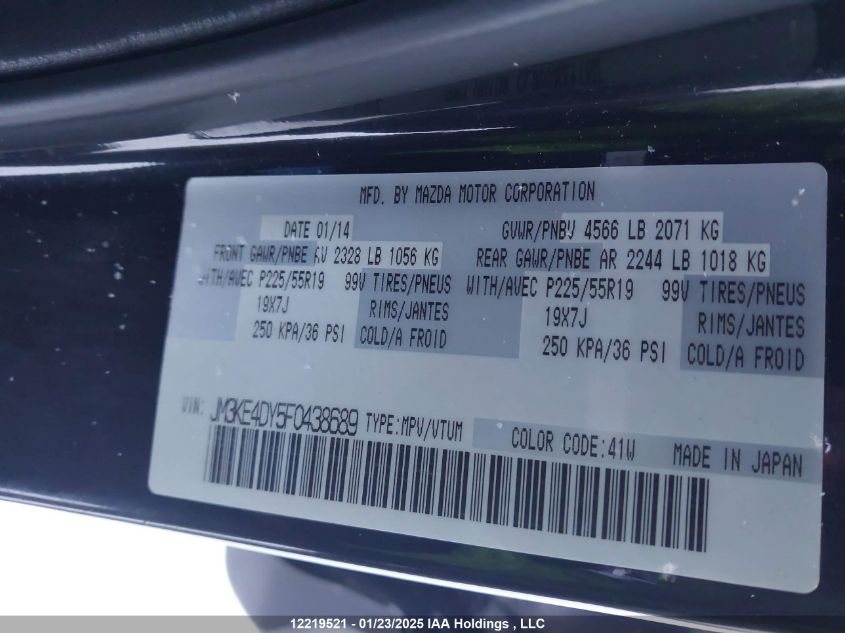 MFD. BY MAZDA MOTOR CORPORATION
DATE 01/14 GVWR/PNBV 4566 LB 2071 KG
FRONT GAWR/PNBE AV 2328 LB 1056 KG REAR GAWR/PNBE AR 2244 LB 1018 KG
WITH/AVEC P225/55R19 99V TIRES/PNEUS WITH/AVEC P225/55R19 99V TIRES/PNEUS
19X7J RIMS/JANTES 19X7J RIMS/JANTES
250 KPA/36 PSI COLD/A FROID 250 KPA/36 PSI COLD/A FROID
VIN: JM3KE4DY5F0438689 TYPE:MPV/VTUM COLOR CODE:41W MADE IN JAPAN
12219521 - 01/23/2025 IAA Holdings , LLC